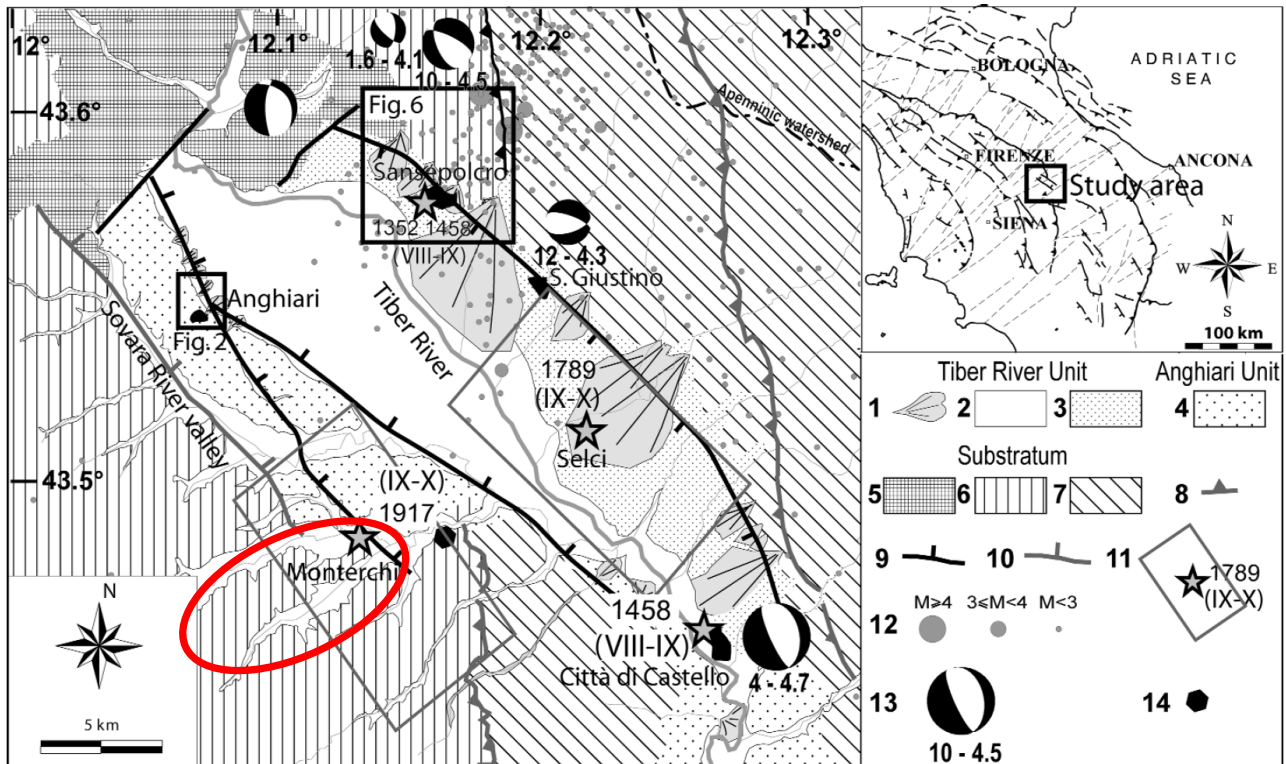 12°
12.1°
12.2°
12.3°
1.6 - 4.1
10 - 4.5
Fig. 6
43.6°
Apenninic watershed
Sansepolcro
1352 1458
(VIII-IX)
12 - 4.3
S. Giustino
Anghiari
Fig. 2
Tiber River
Sovara River valley
1789
(IX-X)
Selci
43.5°
(IX-X)
1917
Monterchi
N
1458
(VIII-IX)
Città di Castello
4 - 4.7
5 km
BOLOGNA
ADRIATIC
SEA
FIRENZE
ANCONA
Study area
SIENA
N
W E
S
100 km
Tiber River Unit Anghiari Unit
1 2 3 4
Substratum
5 6 7 8
9 10 11
1789
(IX-X)
M≥4 3≤M<4 M<3
12
13 14
10 - 4.5